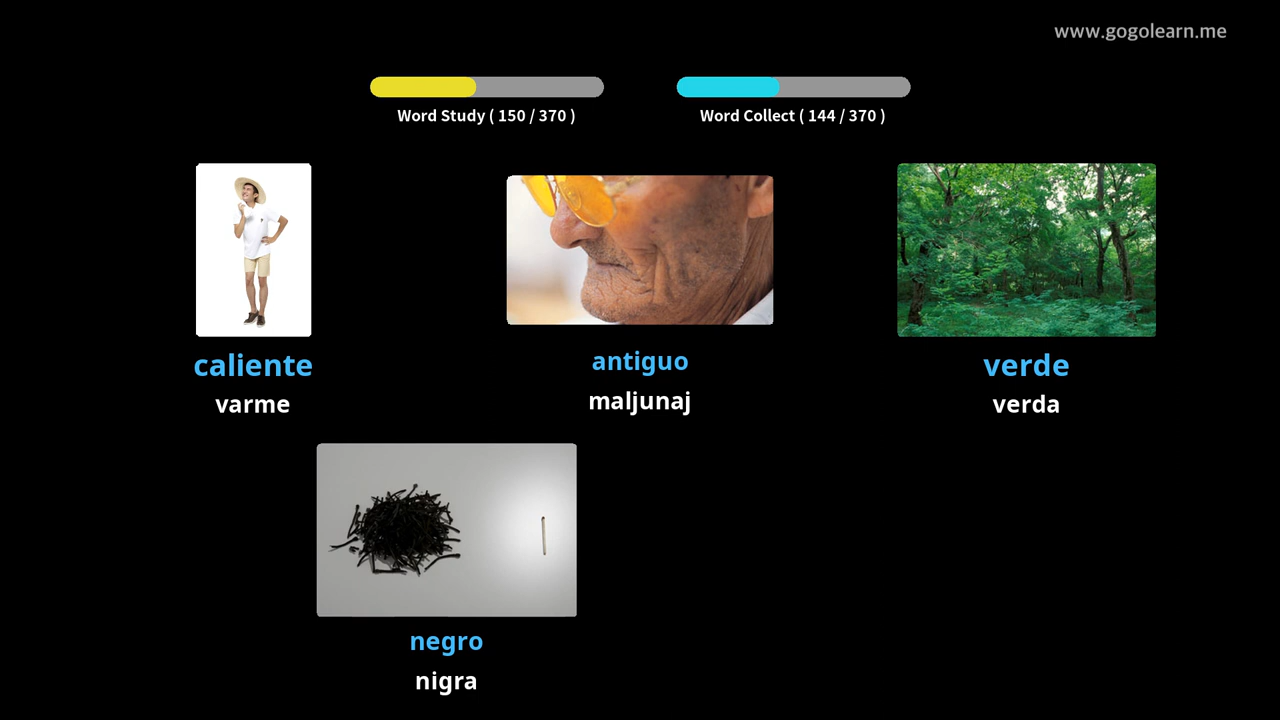 www.gogolearn.me
Word Study ( 150 / 370 )
Word Collect ( 144 / 370 )
caliente
varme
antiguo
maljunaj
verde
verda
negro
nigra